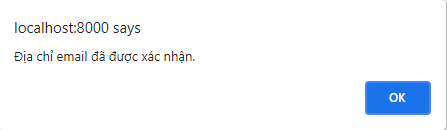 localhost:8000 says
Địa chỉ email đã được xác nhận.
OK